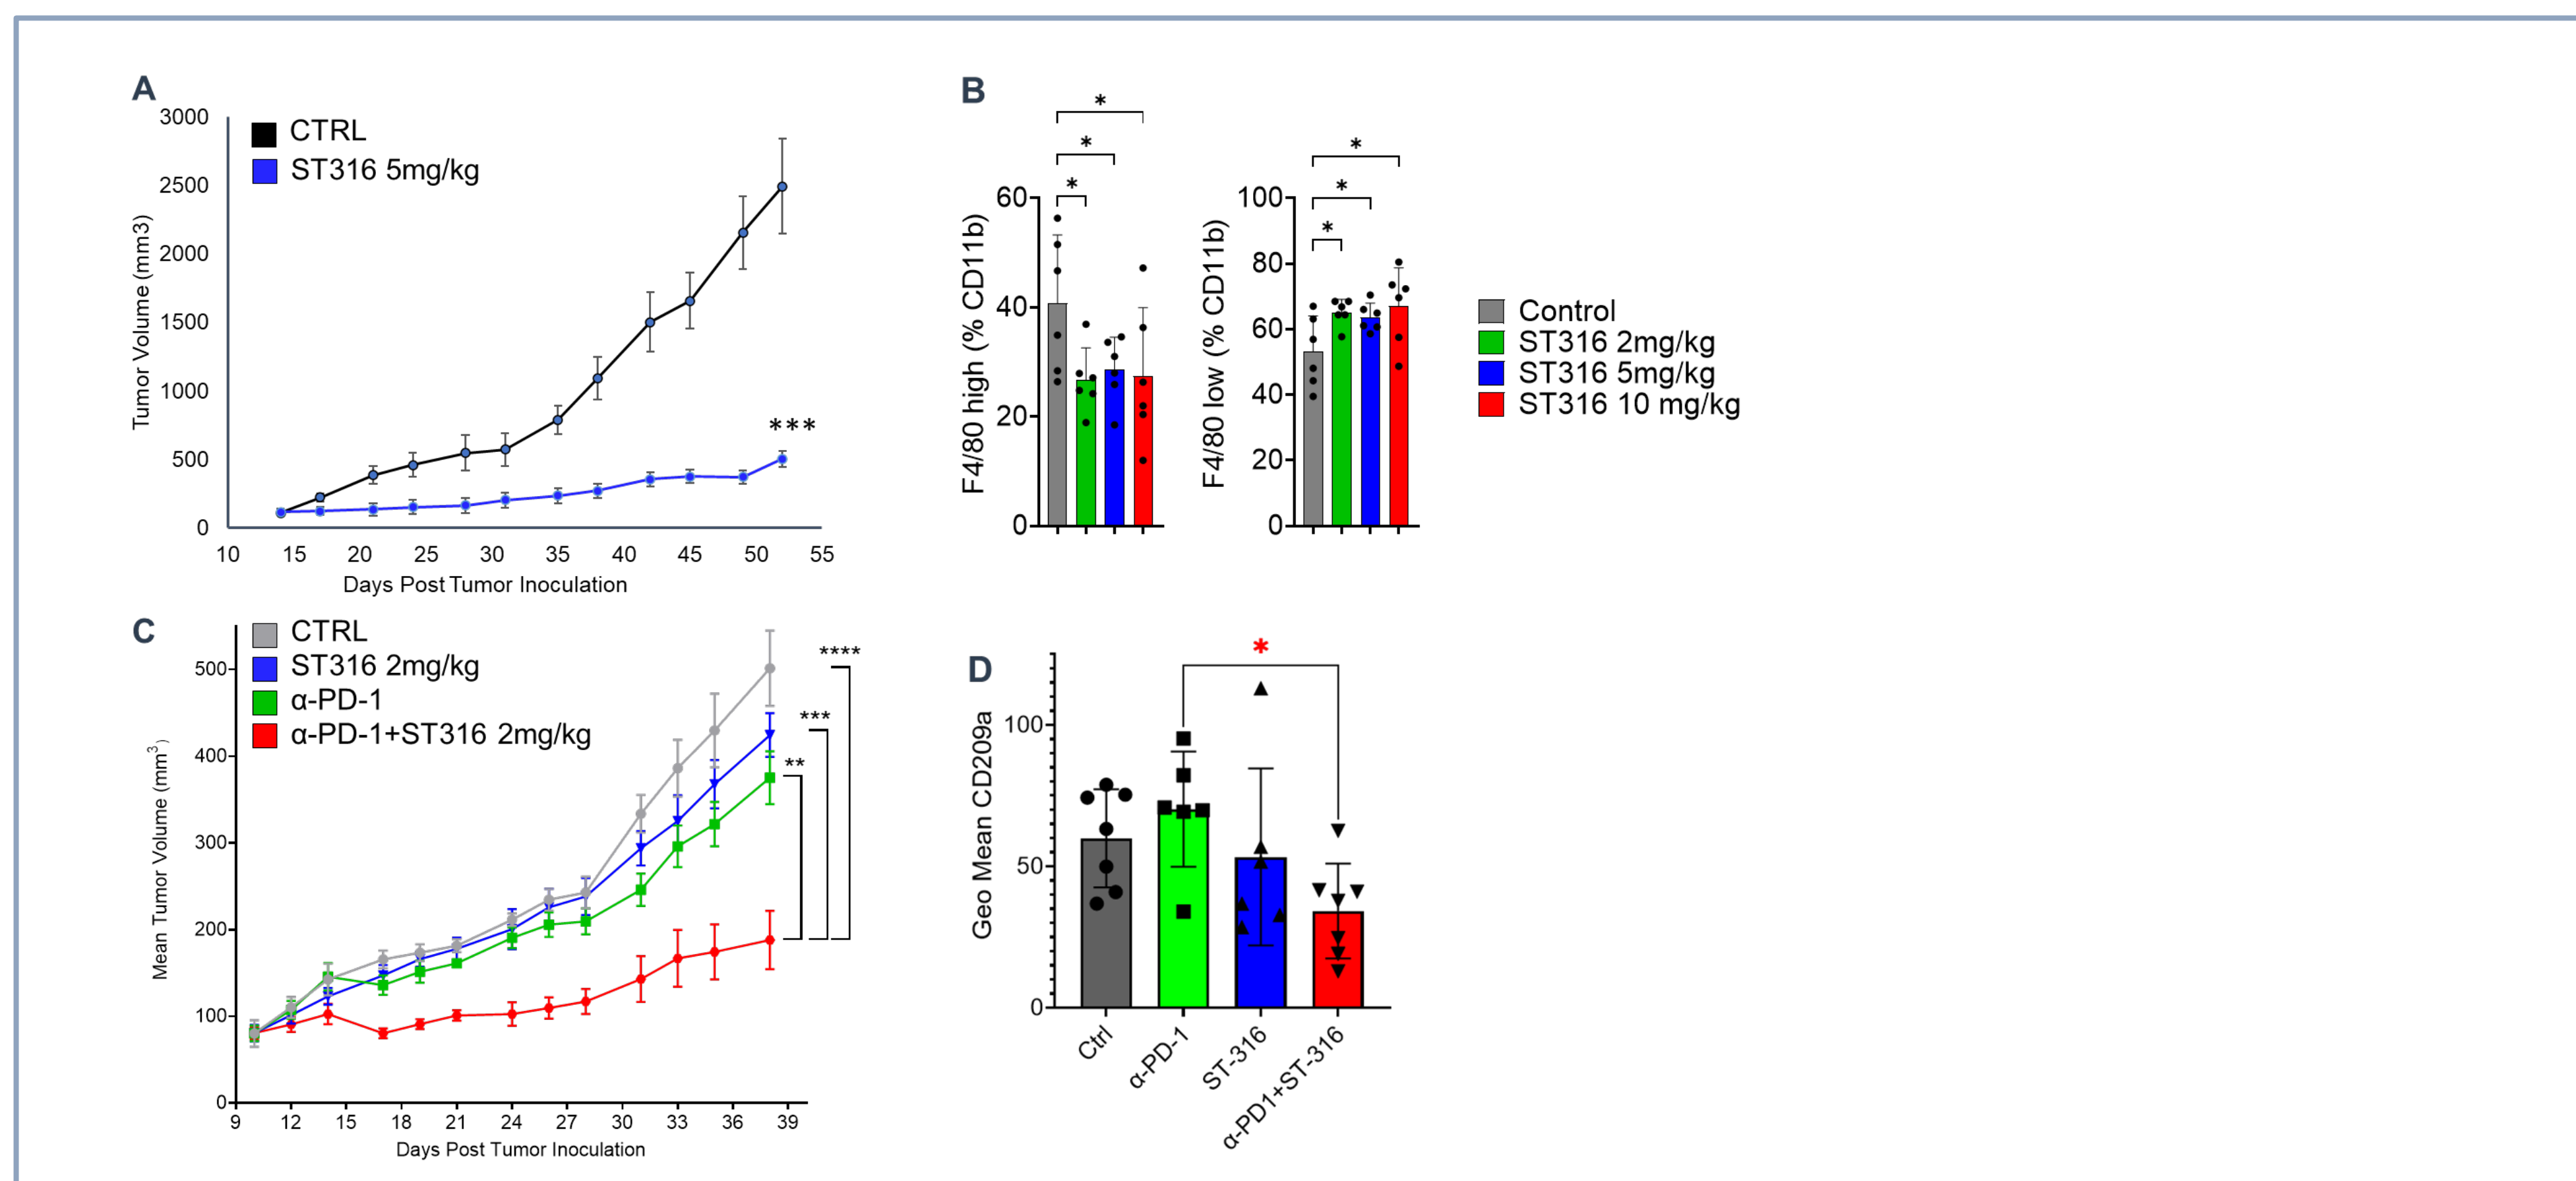 A
3000
2500
2000
1500
1000
500
0
CTRL
ST316 5mg/kg
Tumor Volume (mm3)
***
10 15 20 25 30 35 40 45 50 55
Days Post Tumor Inoculation
B
*
*
*
60
40
20
0
F4/80 high (% CD11b)
*
*
*
100
80
60
40
20
0
F4/80 low (% CD11b)
Control
ST316 2mg/kg
ST316 5mg/kg
ST316 10 mg/kg
C
CTRL
ST316 2mg/kg
α-PD-1
α-PD-1+ST316 2mg/kg
500
400
300
200
100
0
Mean Tumor Volume (mm³)
****
***
**
9 12 15 18 21 24 27 30 33 36 39
Days Post Tumor Inoculation
D
*
100
50
0
Geo Mean CD209a
Ctrl
α-PD-1
ST-316
α-PD1+ST-316